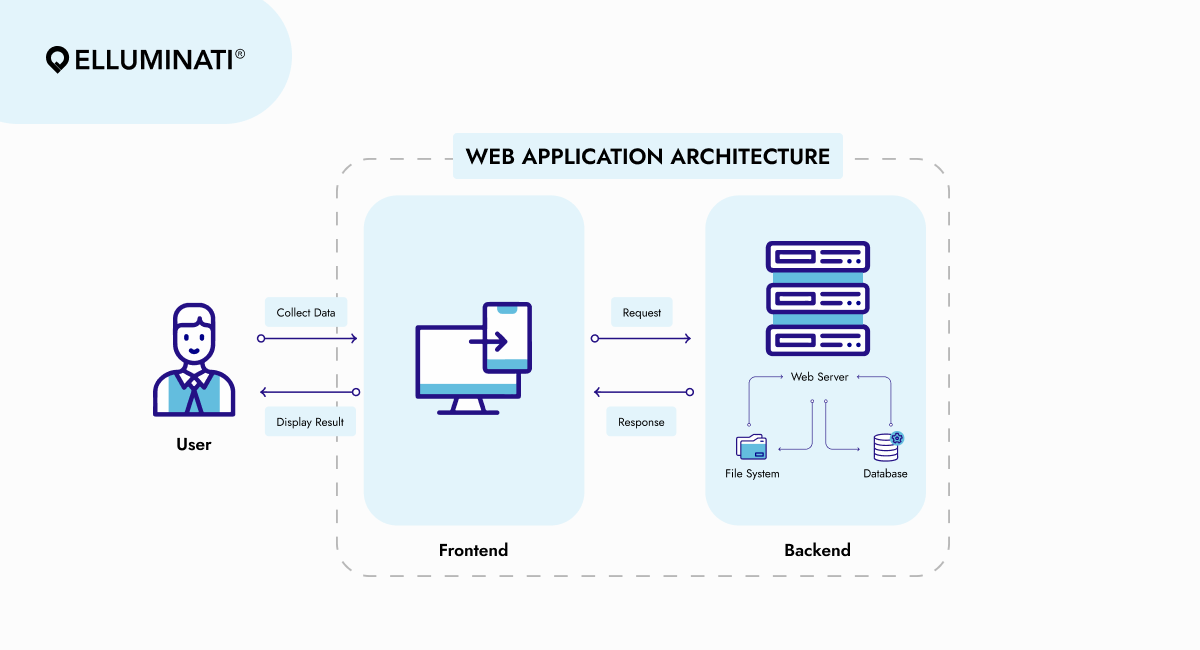 ELLUMINATI®
WEB APPLICATION ARCHITECTURE
Collect Data
Display Result
User
Frontend
Request
Response
Web Server
File System
Database
Backend